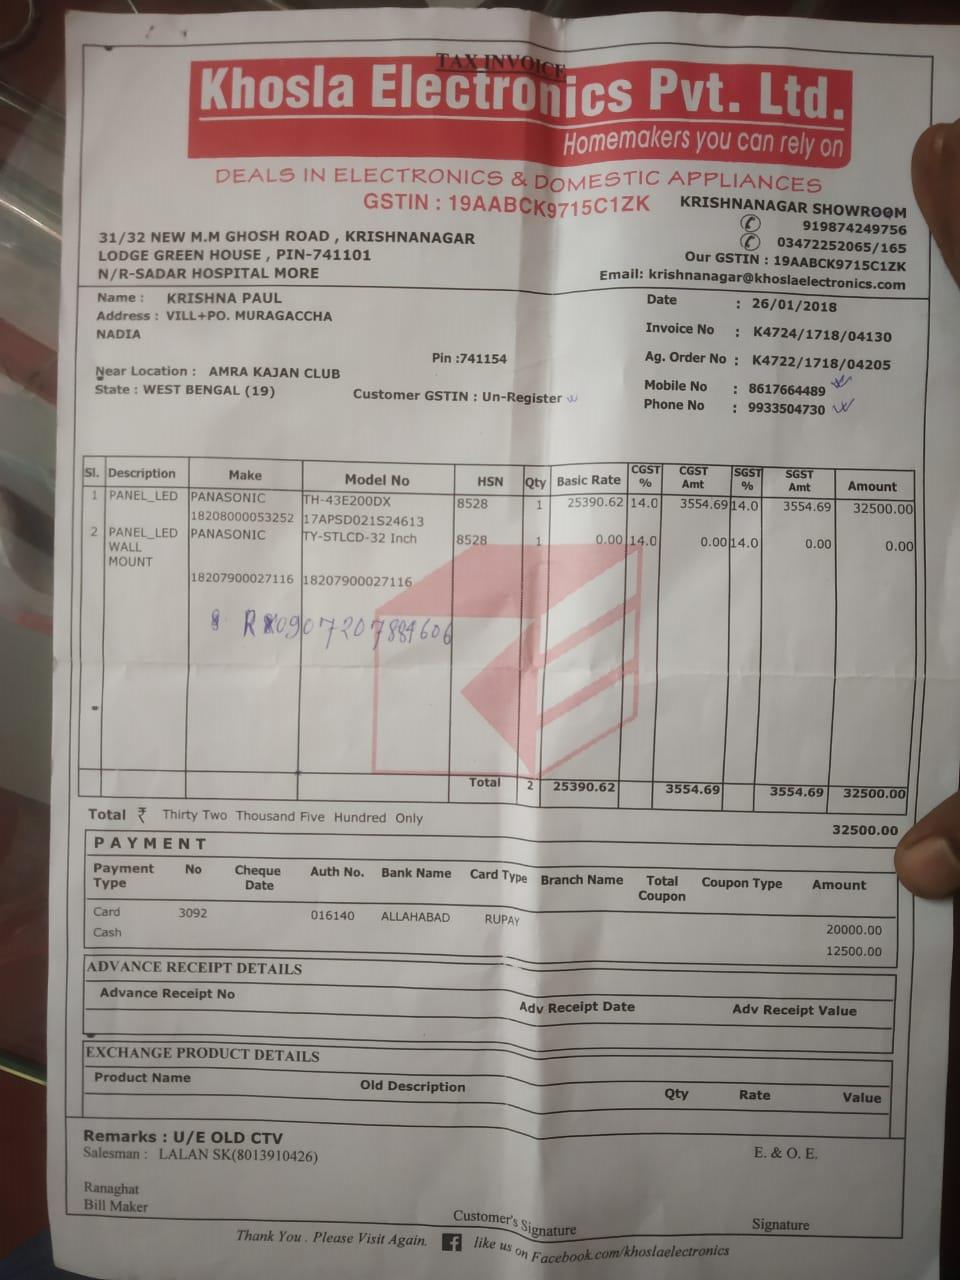 TAX INVOICE
Khosla Electronics Pvt. Ltd.
Homemakers you can rely on
DEALS IN ELECTRONICS & DOMESTIC APPLIANCES
GSTIN : 19AABCK9715C1ZK
KRISHNANAGAR SHOWROOM
919874249756
03472252065/165
Our GSTIN : 19AABCK9715C1ZK
Email: krishnanagar@khoslaelectronics.com
31/32 NEW M.M GHOSH ROAD , KRISHNANAGAR
LODGE GREEN HOUSE , PIN-741101
N/R-SADAR HOSPITAL MORE
Name : KRISHNA PAUL
Address : VILL+PO. MURAGACCHA
NADIA
Pin :741154
Near Location : AMRA KAJAN CLUB
State : WEST BENGAL (19)
Customer GSTIN : Un-Register
Date : 26/01/2018
Invoice No : K4724/1718/04130
Ag. Order No : K4722/1718/04205
Mobile No : 8617664489
Phone No : 9933504730
Sl. Description Make Model No HSN Qty Basic Rate CGST % CGST Amt SGST % SGST Amt Amount
1 PANEL_LED PANASONIC TH-43E200DX 8528 1 25390.62 14.0 3554.69 14.0 3554.69 32500.00
18208000053252 17APSD021S24613
2 PANEL_LED PANASONIC TY-STLCD-32 Inch 8528 1 0.00 14.0 0.00 14.0 0.00 0.00
WALL
MOUNT
18207900027116 18207900027116
Total 2 25390.62 3554.69 3554.69 32500.00
Total ₹ Thirty Two Thousand Five Hundred Only
32500.00
PAYMENT
Payment Type No Cheque Date Auth No. Bank Name Card Type Branch Name Total Coupon Coupon Type Amount
Card 3092 016140 ALLAHABAD RUPAY 20000.00
Cash 12500.00
ADVANCE RECEIPT DETAILS
Advance Receipt No Adv Receipt Date Adv Receipt Value
EXCHANGE PRODUCT DETAILS
Product Name Old Description Qty Rate Value
Remarks : U/E OLD CTV
Salesman : LALAN SK(8013910426)
E. & O. E.
Ranaghat
Bill Maker
Customer's Signature
Signature
Thank You . Please Visit Again. f like us on Facebook.com/khoslaelectronics